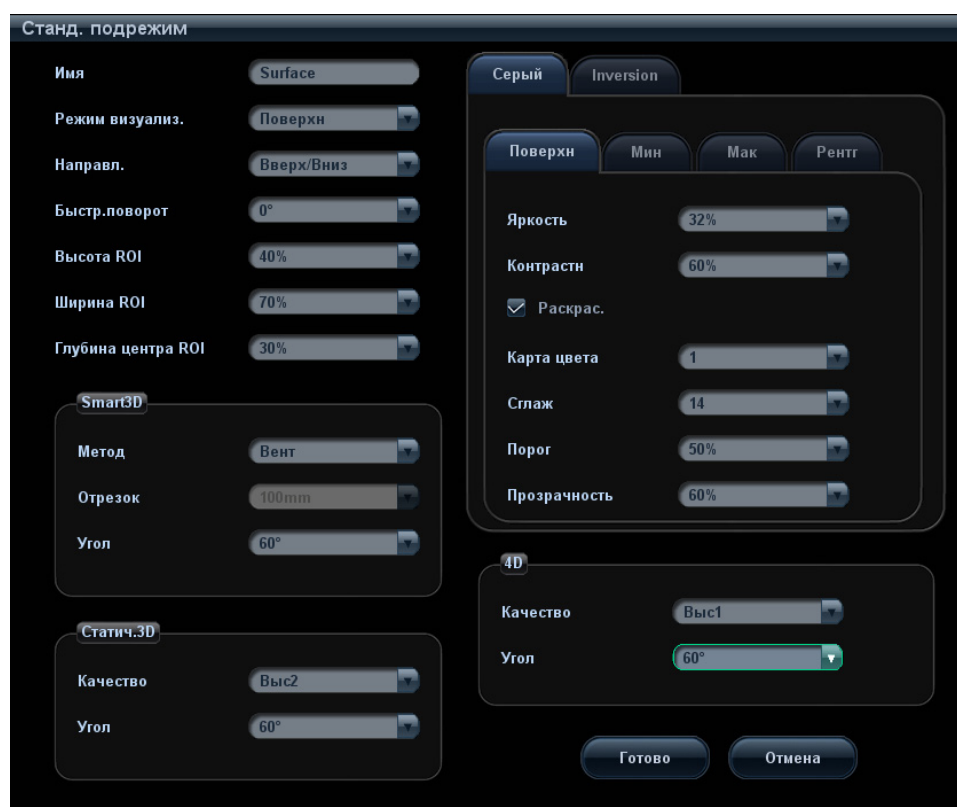 Станд. подрежим
Имя Surface
Режим визуализ. Поверхн
Направл. Вверх/Вниз
Быстр.поворот 0°
Высота ROI 40%
Ширина ROI 70%
Глубина центра ROI 30%
Smart3D
Метод Вент
Отрезок 100mm
Угол 60°
Статич.3D
Качество Выс2
Угол 60°
Серый Inversion
Поверхн Мин Мак Рентг
Яркость 32%
Контрастн 60%
Раскрас.
Карта цвета 1
Сглаж 14
Порог 50%
Прозрачность 60%
4D
Качество Выс1
Угол 60°
Готово Отмена